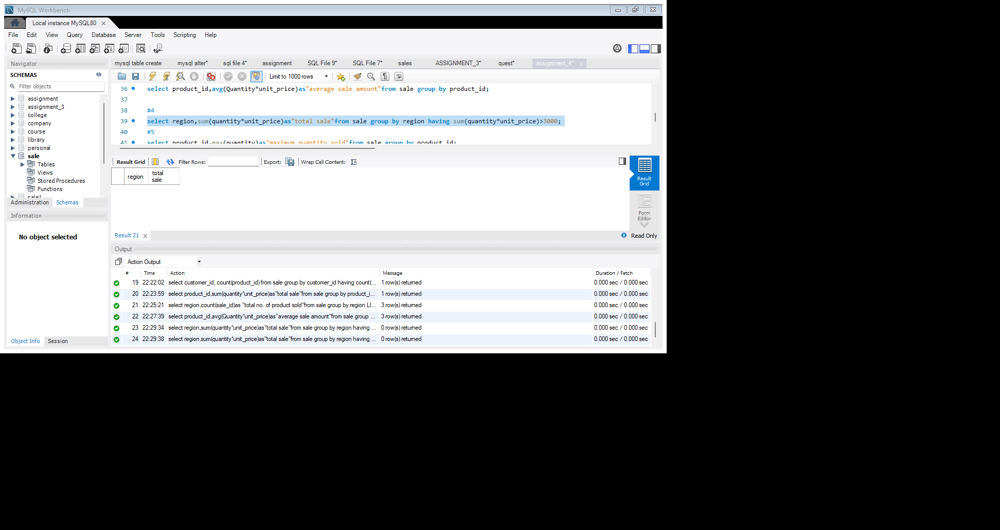 MySQL Workbench
Local instance MySQL80
File Edit View Query Database Server Tools Scripting Help
Navigator
SCHEMAS
Filter objects
assignment
assignment_3
college
company
course
library
personal
sale
Tables
Views
Stored Procedures
Functions
sale1
Administration Schemas
Information
No object selected
Object Info Session
mysql table create mysql alter* sql file 4* assignment SQL File 9* SQL File 7* sales ASSIGNMENT_3* quest* assignment_4*
Limit to 1000 rows
36 select product_id,avg(Quantity*unit_price)as"average sale amount"from sale group by product_id;
37
38 #4
39 select region,sum(quantity*unit_price)as"total sale"from sale group by region having sum(quantity*unit_price)>3000;
40 #5
41 select product_id,max(quantity)as"maximum quantity sold"from sale group by product_id;
Result Grid Filter Rows: Export: Wrap Cell Content:
region total
sale
Result
Grid
Form
Editor
Result 21
Read Only
Output
Action Output
# Time Action Message Duration / Fetch
19 22:22:02 select customer_id, count(product_id) from sale group by customer_id having count(... 1 row(s) returned 0.000 sec / 0.000 sec
20 22:23:59 select product_id,sum(quantity*unit_price)as"total sale"from sale group by product_i... 1 row(s) returned 0.000 sec / 0.000 sec
21 22:25:21 select region,count(sale_id)as "total no. of product sold"from sale group by region LI... 3 row(s) returned 0.000 sec / 0.000 sec
22 22:27:39 select product_id,avg(Quantity*unit_price)as"average sale amount"from sale group ... 3 row(s) returned 0.000 sec / 0.000 sec
23 22:29:34 select region,sum(quantity*unit_price)as"total sale"from sale group by region having ... 0 row(s) returned 0.000 sec / 0.000 sec
24 22:29:38 select region,sum(quantity*unit_price)as"total sale"from sale group by region having ... 0 row(s) returned 0.000 sec / 0.000 sec